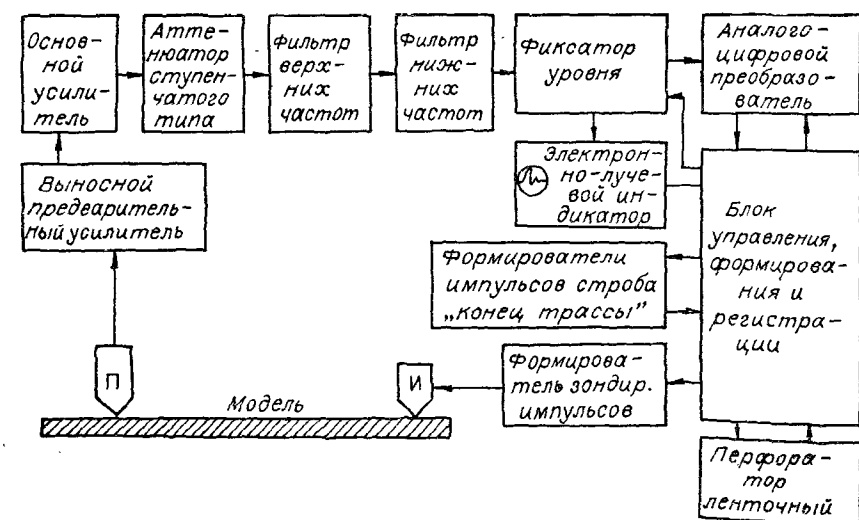 Основ-
ной
усили-
тель
Атте-
нюатор
ступен-
чатого
типа
Фильтр
верх-
них
частот
Фильтр
ниж-
них
частот
Фиксатор
уровня
Аналого-
цифровой
преобразо-
ватель
Выносной
предваритель-
ный усилитель
Электрон-
но-луче-
вой ин-
дикатор
Блок
управления,
формирова-
ния и
регистра-
ции
Формирователи
импульсов строба
„конец трассы"
П
И
Модель
Формирова-
тель зондир.
импульсов
Перфора-
тор
ленточный